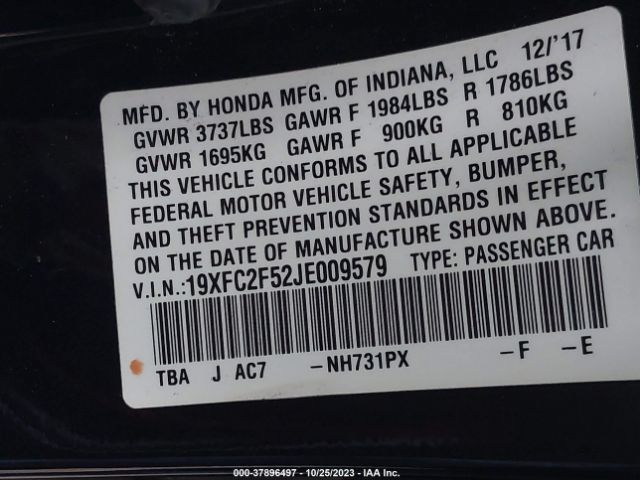 MFD. BY HONDA MFG. OF INDIANA, LLC 12/'17
GVWR 3737LBS GAWR F 1984LBS R 1786LBS
GVWR 1695KG GAWR F 900KG R 810KG
THIS VEHICLE CONFORMS TO ALL APPLICABLE
FEDERAL MOTOR VEHICLE SAFETY, BUMPER,
AND THEFT PREVENTION STANDARDS IN EFFECT
ON THE DATE OF MANUFACTURE SHOWN ABOVE.
V.I.N.:19XFC2F52JE009579 TYPE: PASSENGER CAR
TBA J AC7 -NH731PX -F -E
000-37896497 - 10/25/2023 - IAA Inc.